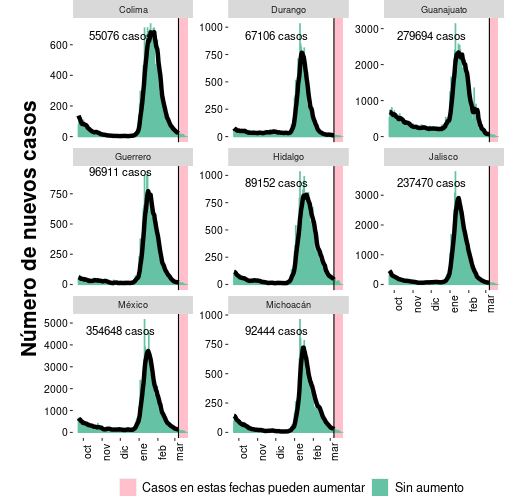 Colima
Durango
Guanajuato
55076 casos
67106 casos
279694 casos
600
400
200
0
1000
750
500
250
0
3000
2000
1000
0
Guerrero
Hidalgo
Jalisco
96911 casos
89152 casos
237470 casos
750
500
250
0
1000
750
500
250
0
3000
2000
1000
0
oct
nov
dic
ene
feb
mar
México
Michoacán
354648 casos
92444 casos
5000
4000
3000
2000
1000
0
1000
750
500
250
0
oct
nov
dic
ene
feb
mar
oct
nov
dic
ene
feb
mar
Número de nuevos casos
Casos en estas fechas pueden aumentar
Sin aumento